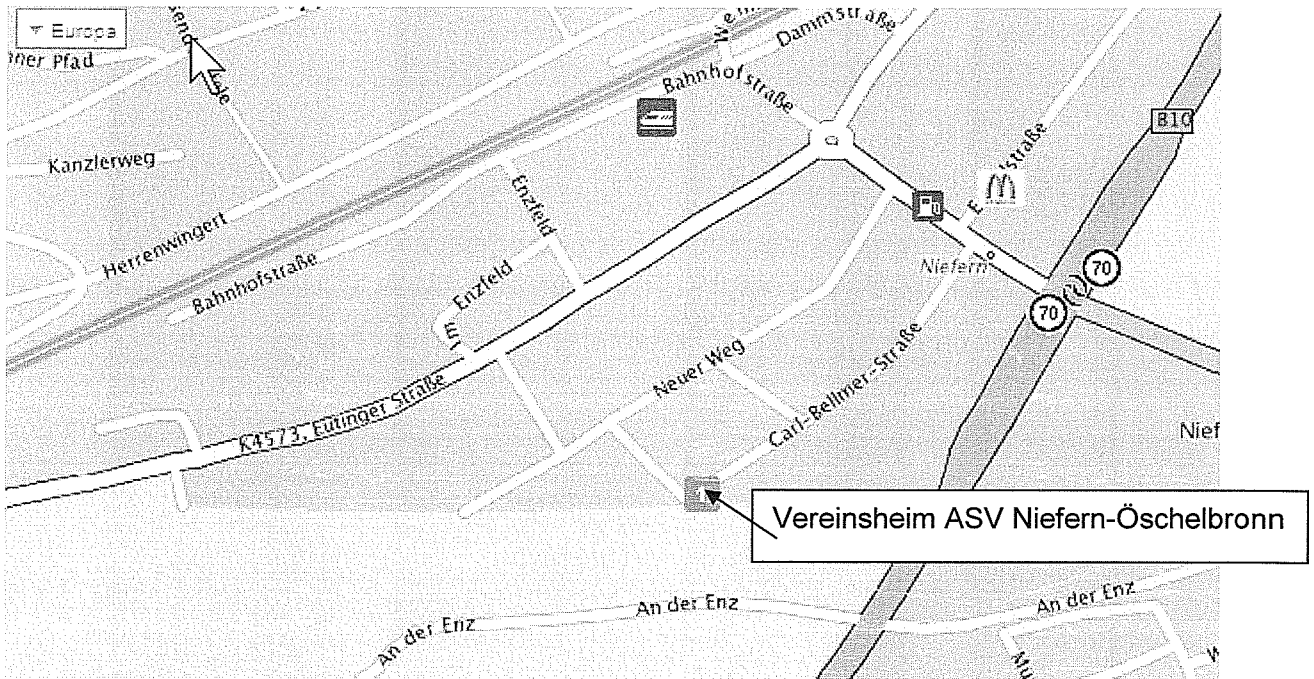 Europa
Pfad
Dammstraße
Bahnhofstraße
B10
Kanzlerweg
Enzfeld
Herrenwingert
Bahnhofstraße
Niefern
70
70
Im Enzfeld
Neuer Weg
K4573, Eutinger Straße
Carl-Bellmer-Straße
Nief
Vereinsheim ASV Niefern-Öschelbronn
An der Enz
An der Enz
An der Enz
Mu
W